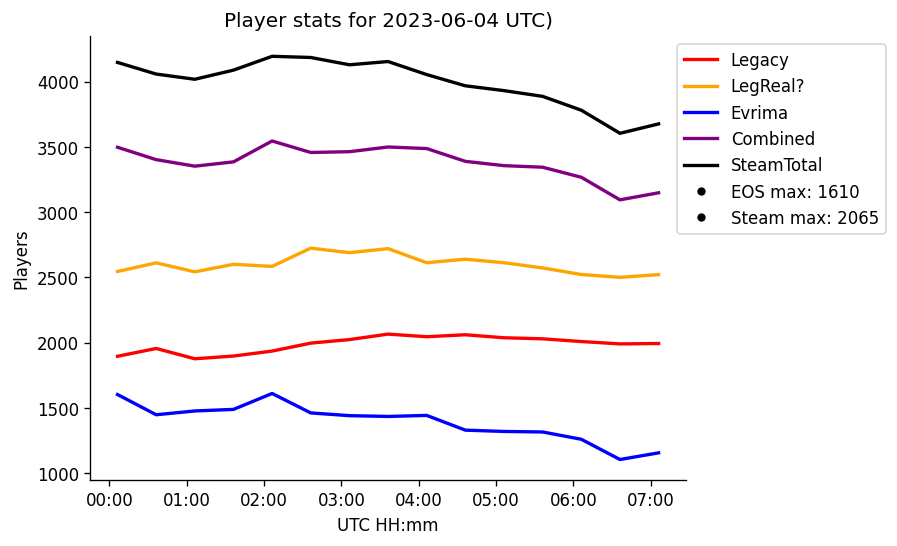 Player stats for 2023-06-04 UTC)
Legacy
LegReal?
Evrima
Combined
SteamTotal
EOS max: 1610
Steam max: 2065
Players
4000
3500
3000
2500
2000
1500
1000
00:00 01:00 02:00 03:00 04:00 05:00 06:00 07:00
UTC HH:mm